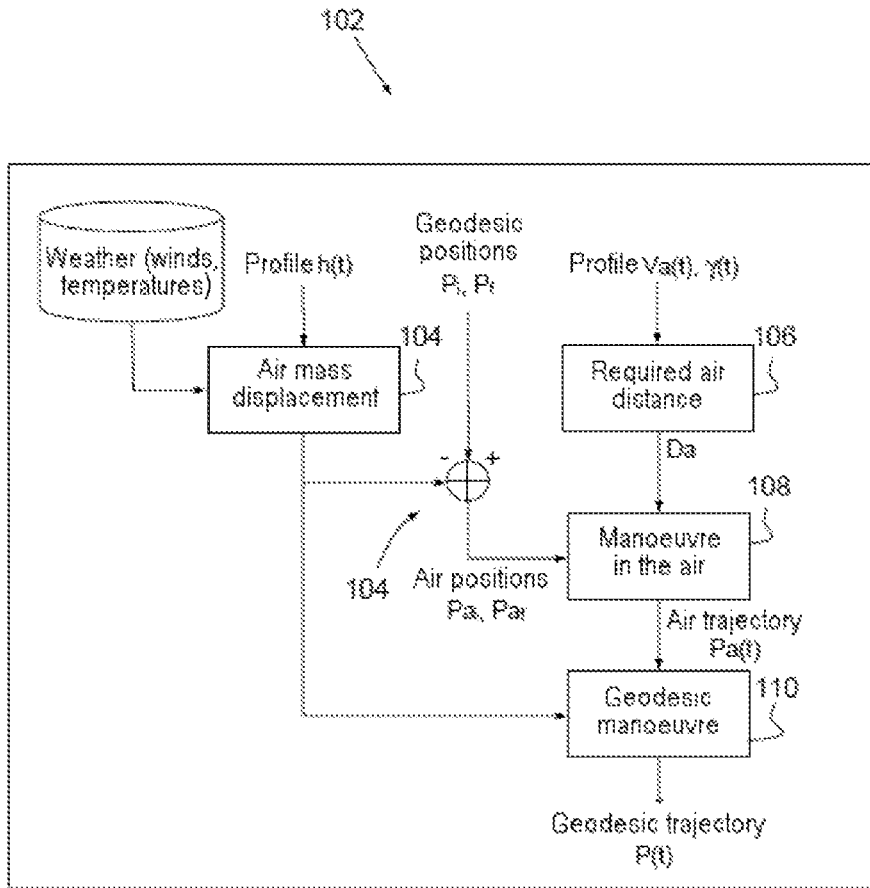 102
Weather (winds,
temperatures)
Profile h(t)
Geodesic
positions
Pi, Pf
Profile Va(t), γ(t)
104
Air mass
displacement
106
Required air
distance
Da
- +
108
Manoeuvre
in the air
104
Air positions
Pai, Paf
Air trajectory
Pa(t)
110
Geodesic
manoeuvre
Geodesic trajectory
P(t)